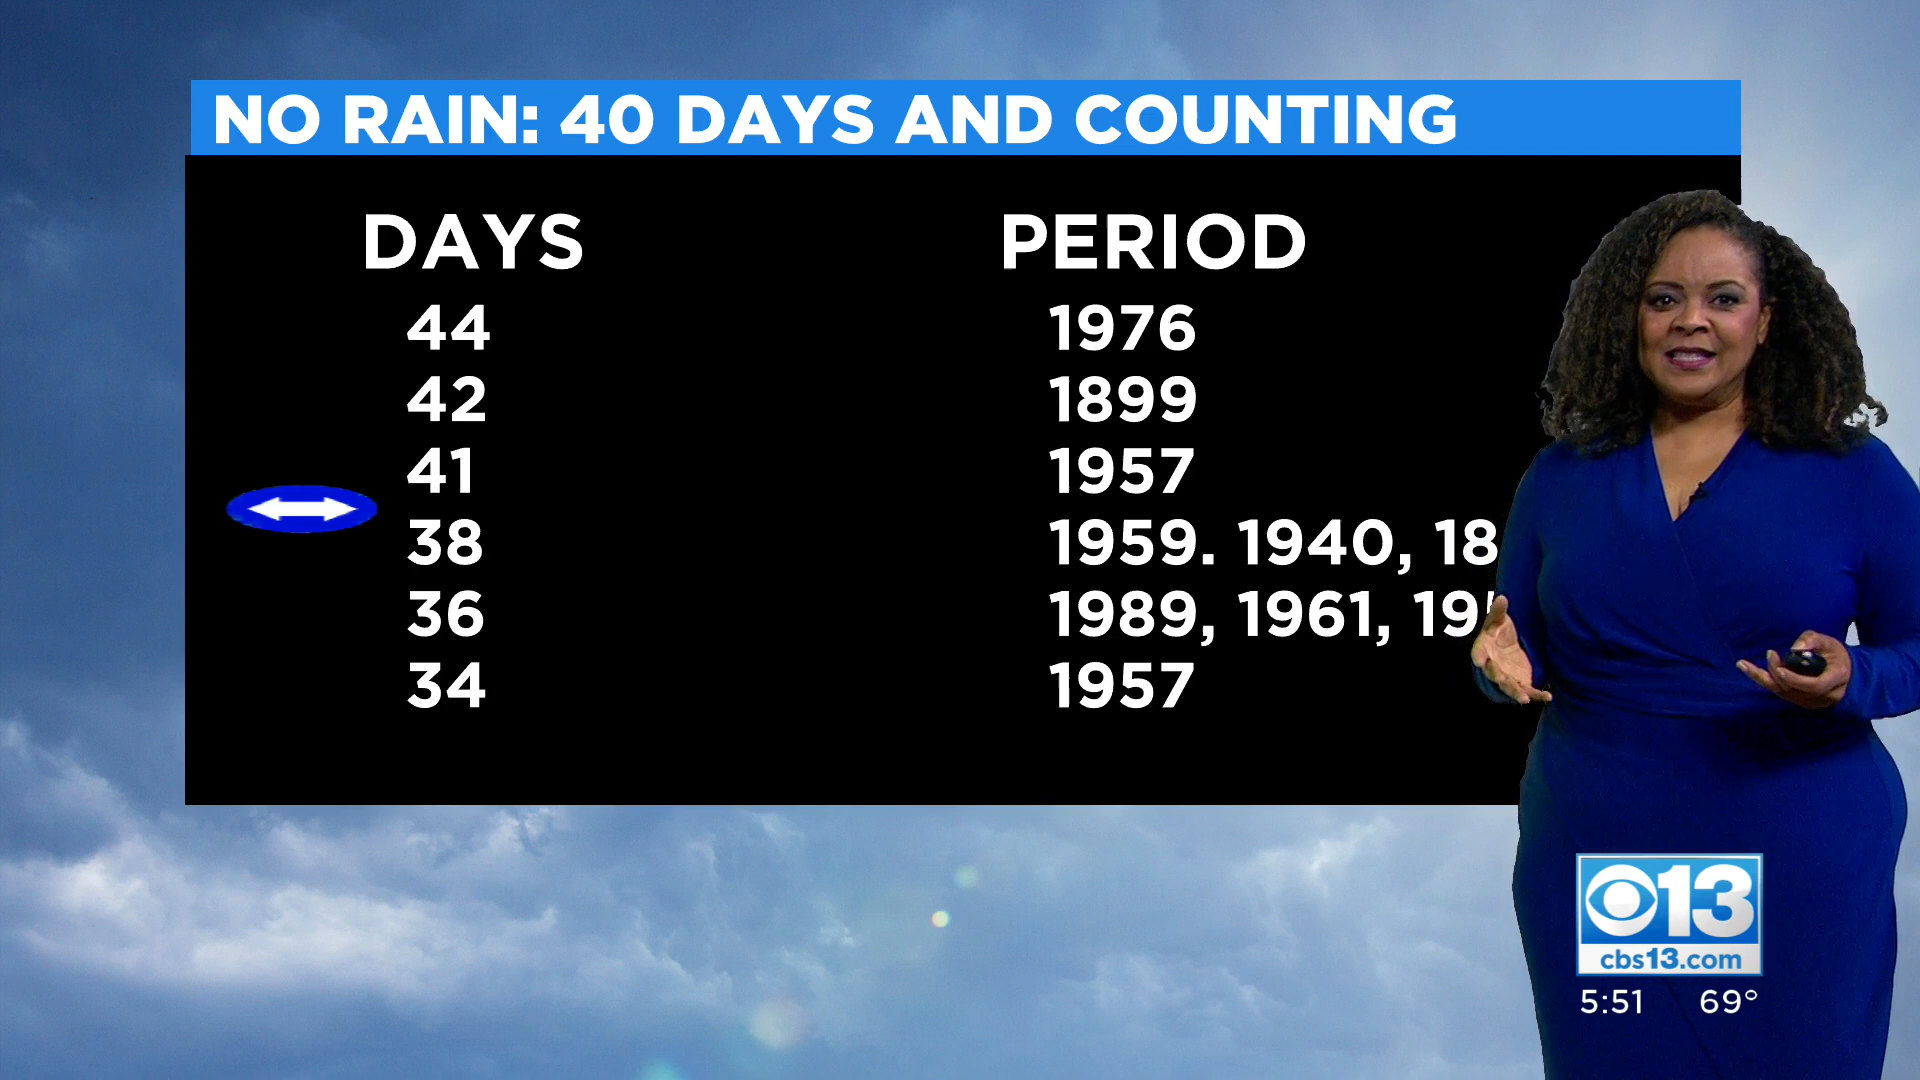 NO RAIN: 40 DAYS AND COUNTING
DAYS PERIOD
44 1976
42 1899
41 1957
38 1959. 1940,
36 1989, 1961,
34 1957
13
cbs13.com
5:51 69°